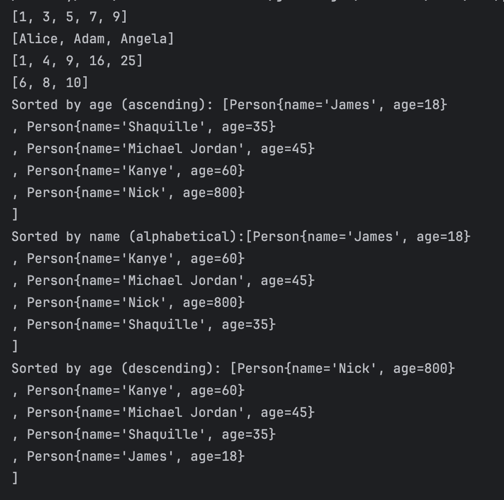 [1, 3, 5, 7, 9]
[Alice, Adam, Angela]
[1, 4, 9, 16, 25]
[6, 8, 10]
Sorted by age (ascending): [Person{name='James', age=18}
, Person{name='Shaquille', age=35}
, Person{name='Michael Jordan', age=45}
, Person{name='Kanye', age=60}
, Person{name='Nick', age=800}
]
Sorted by name (alphabetical):[Person{name='James', age=18}
, Person{name='Kanye', age=60}
, Person{name='Michael Jordan', age=45}
, Person{name='Nick', age=800}
, Person{name='Shaquille', age=35}
]
Sorted by age (descending): [Person{name='Nick', age=800}
, Person{name='Kanye', age=60}
, Person{name='Michael Jordan', age=45}
, Person{name='Shaquille', age=35}
, Person{name='James', age=18}
]